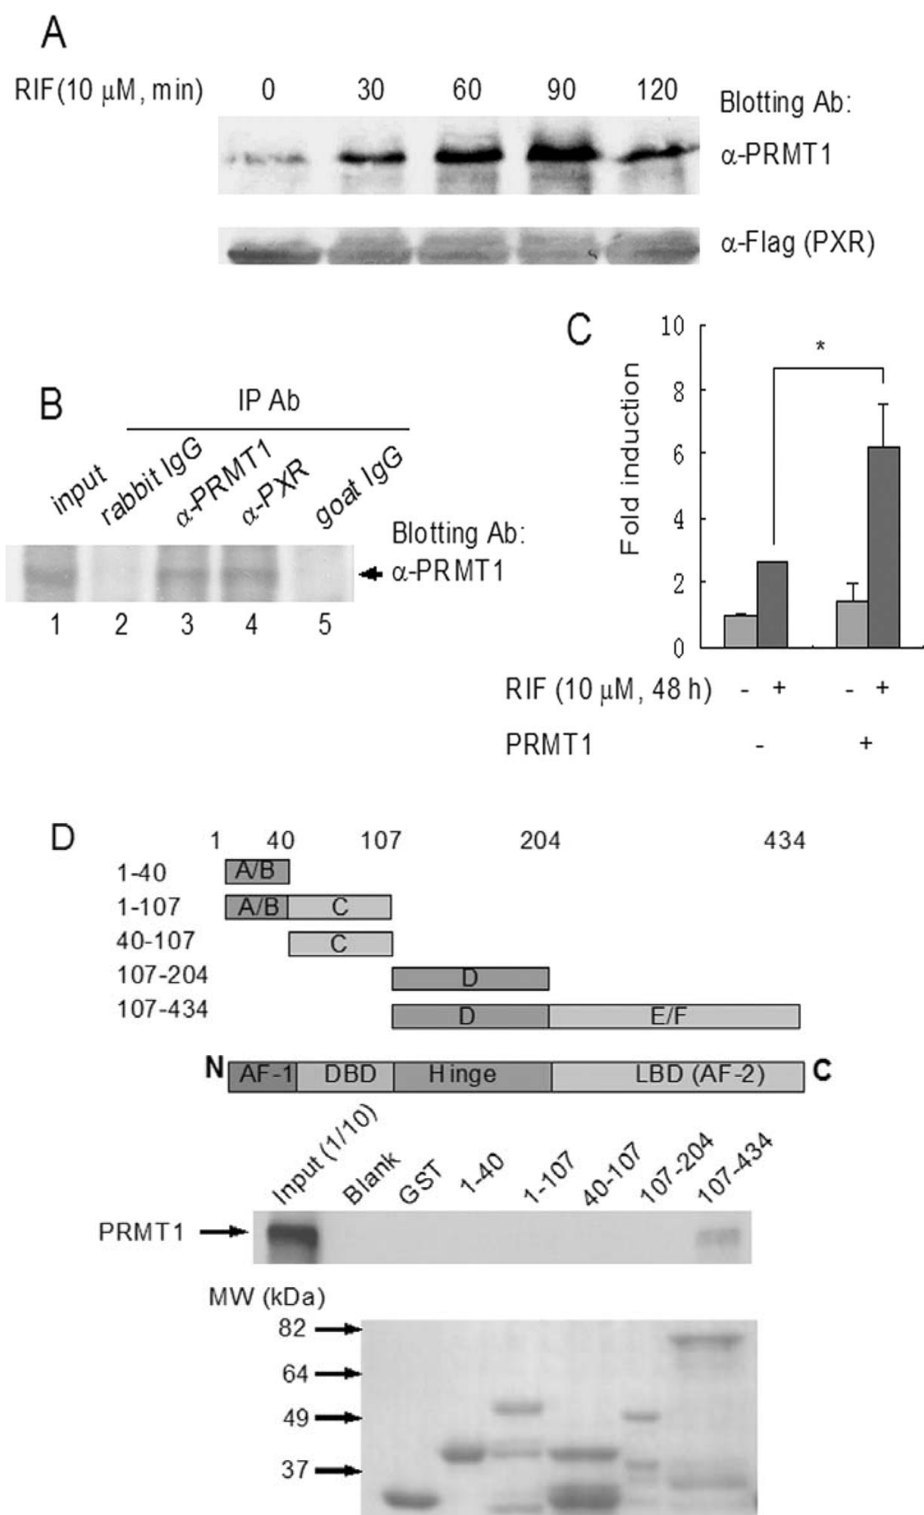 A
RIF(10 µM, min) 0 30 60 90 120
Blotting Ab:
α-PRMT1
α-Flag (PXR)
B
IP Ab
input rabbit IgG α-PRMT1 α-PXR goat IgG
Blotting Ab:
α-PRMT1
1 2 3 4 5
C
Fold induction
10
8
6
4
2
0
*
RIF (10 µM, 48 h) - + - +
PRMT1 - +
D
1 40 107 204 434
1-40 A/B
1-107 A/B C
40-107 C
107-204 D
107-434 D E/F
N AF-1 DBD Hinge LBD (AF-2) C
Input (1/10) Blank GST 1-40 1-107 40-107 107-204 107-434
PRMT1
MW (kDa)
82
64
49
37